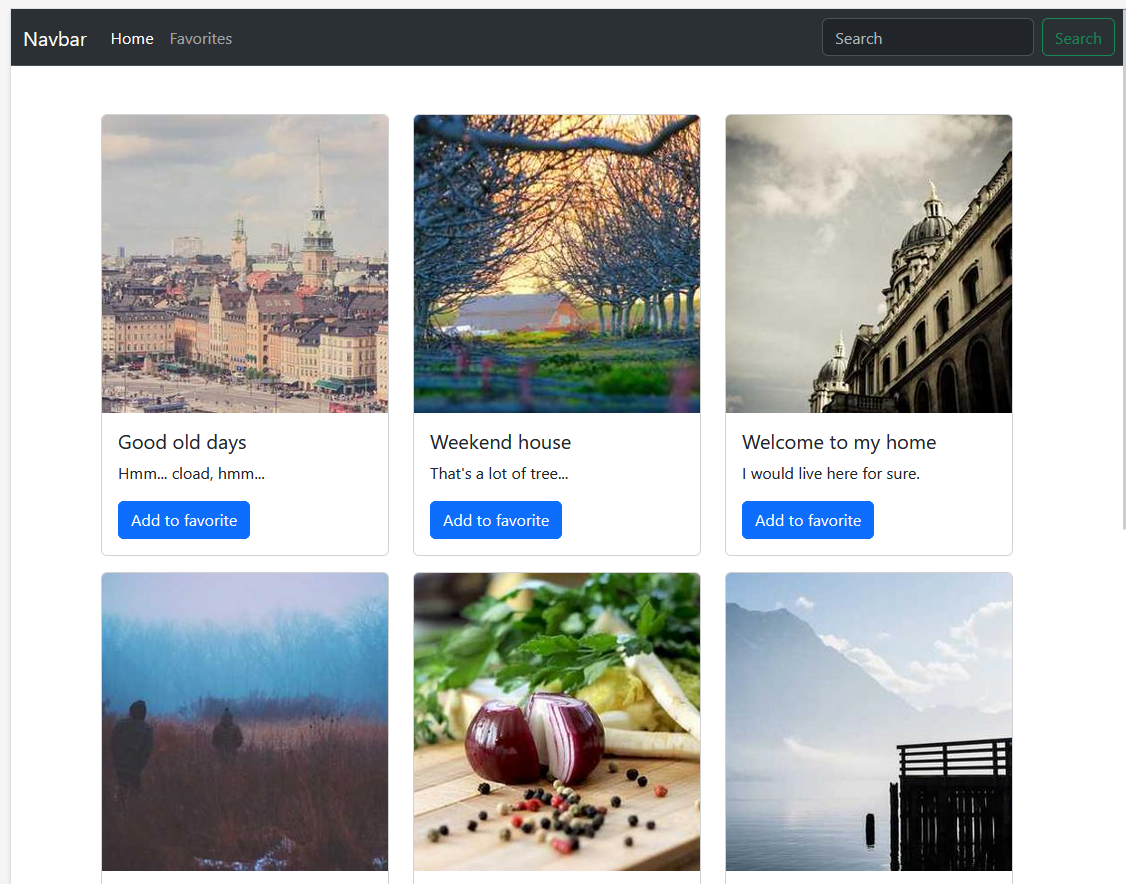 Navbar Home Favorites Search Search
Good old days
Hmm... cload, hmm...
Add to favorite
Weekend house
That's a lot of tree...
Add to favorite
Welcome to my home
I would live here for sure.
Add to favorite